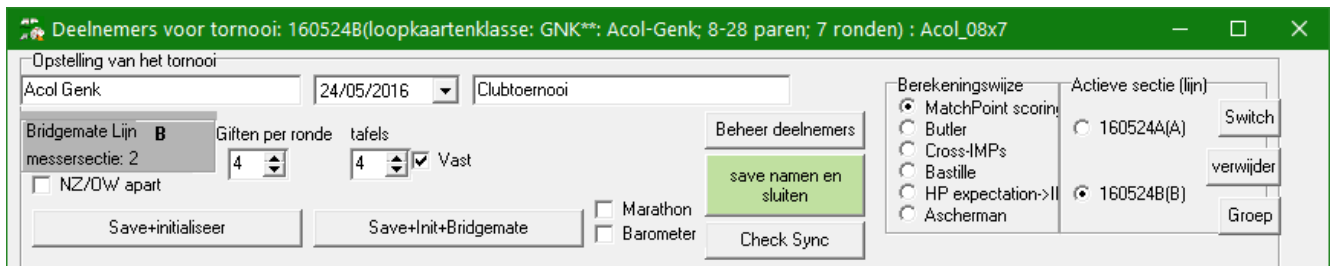 Deelnemers voor tornooi: 160524B(loopkaartenklasse: GNK**: Acol-Genk; 8-28 paren; 7 ronden) : Acol_08x7
Opstelling van het tornooi
Acol Genk
24/05/2016
Clubtoernooi
Bridgemate Lijn B
messersectie: 2
NZ/OW apart
Giften per ronde
4
tafels
4
Vast
Save+initialiseer
Save+Init+Bridgemate
Marathon
Barometer
Beheer deelnemers
save namen en
sluiten
Check Sync
Berekeningswijze
MatchPoint scoring
Butler
Cross-IMPs
Bastille
HP expectation->II
Ascherman
Actieve sectie (lijn)
160524A(A)
160524B(B)
Switch
verwijder
Groep